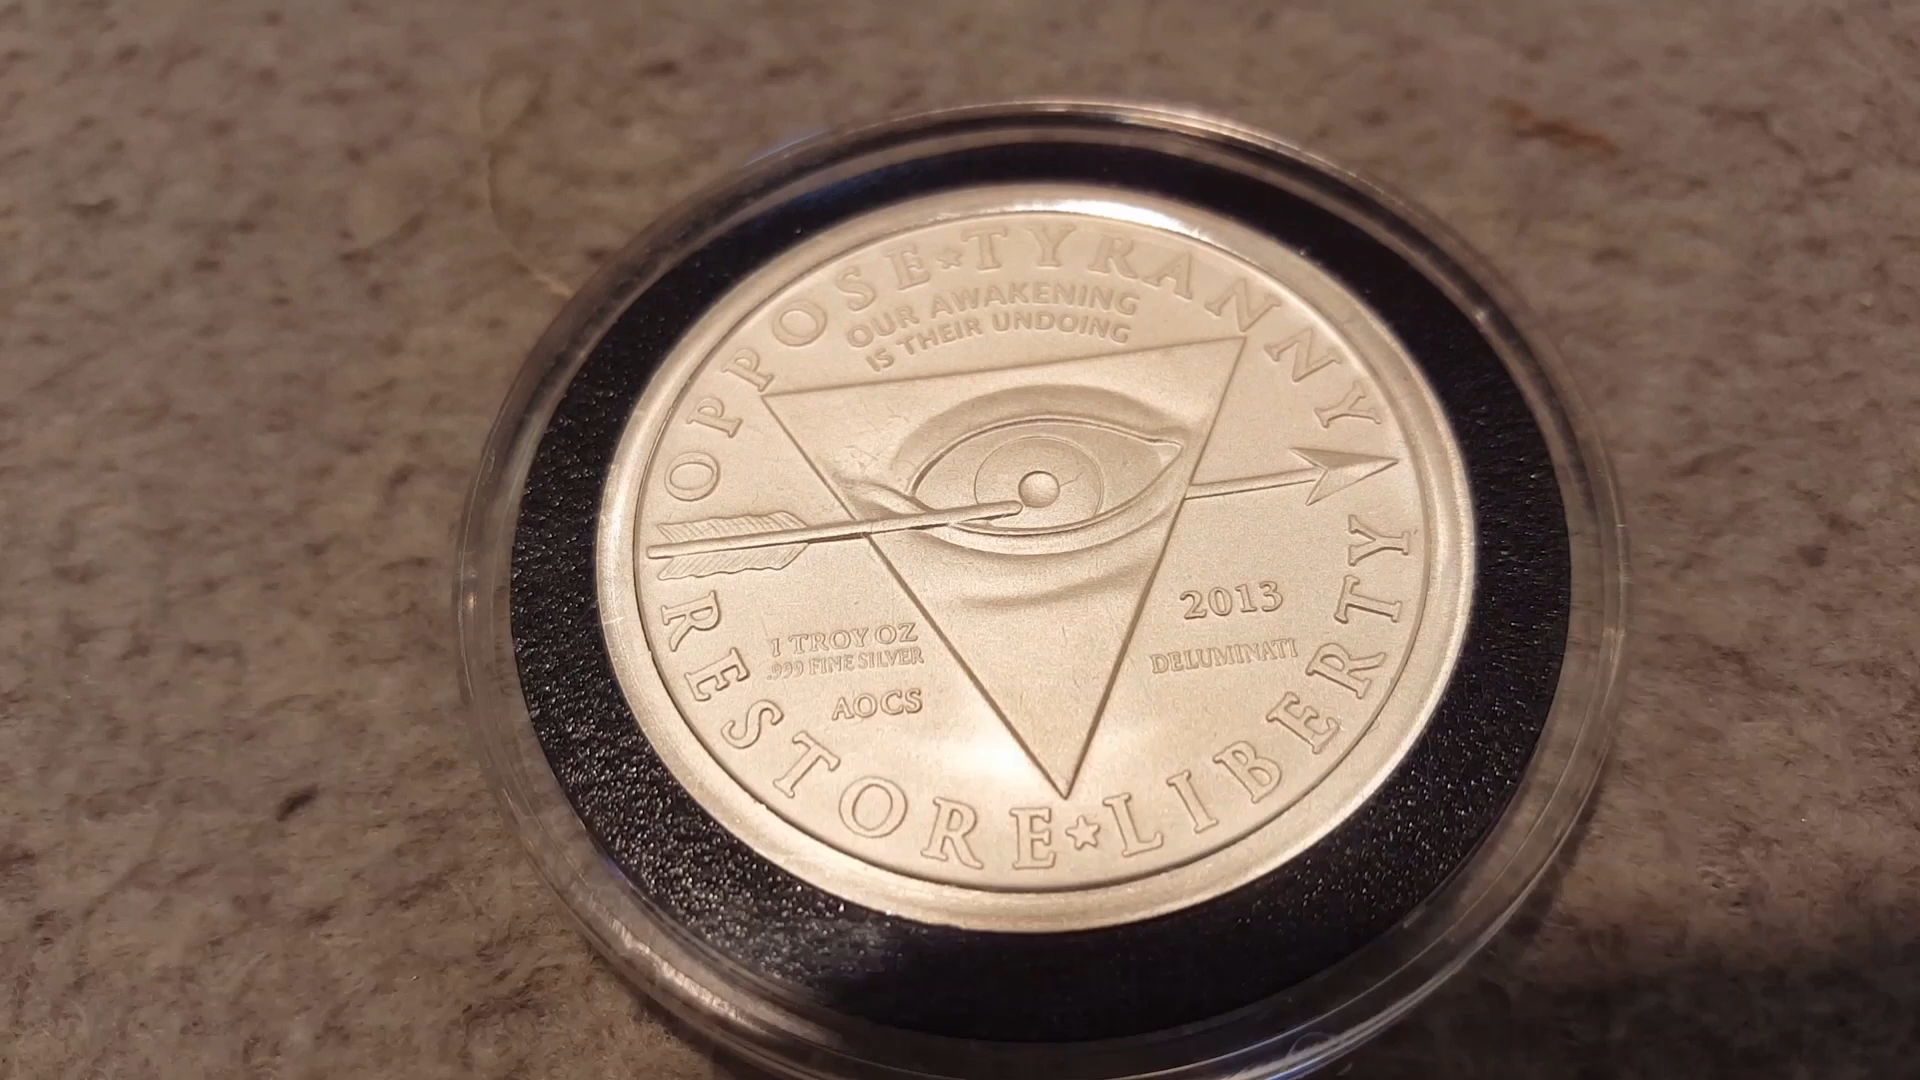 OPPOSE★TYRANNY
OUR AWAKENING
IS THEIR UNDOING
1 TROY OZ
.999 FINE SILVER
AOCS
2013
DELUMINATI
RESTORE★LIBERTY